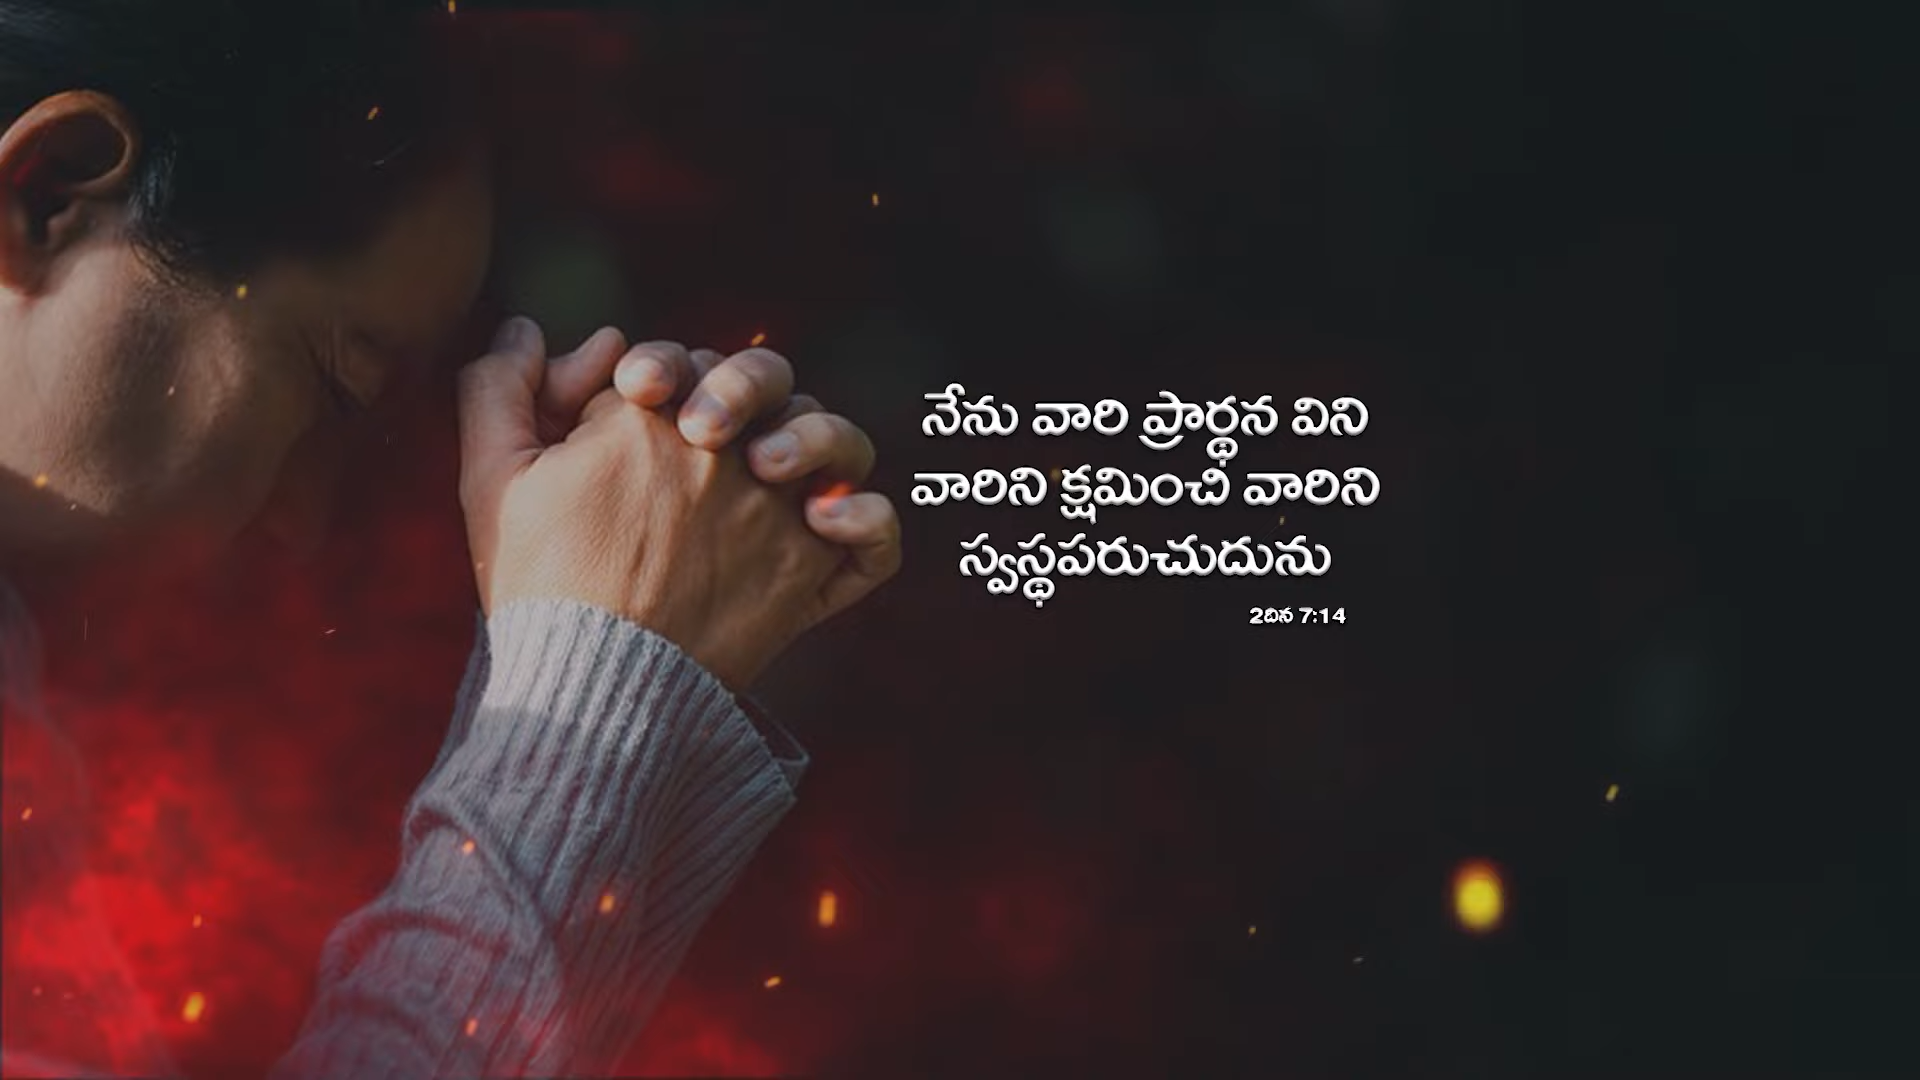 నేను వారి ప్రార్థన విని
వారిని క్షమించి వారిని
స్వస్థపరుచుదును
2దిన 7:14